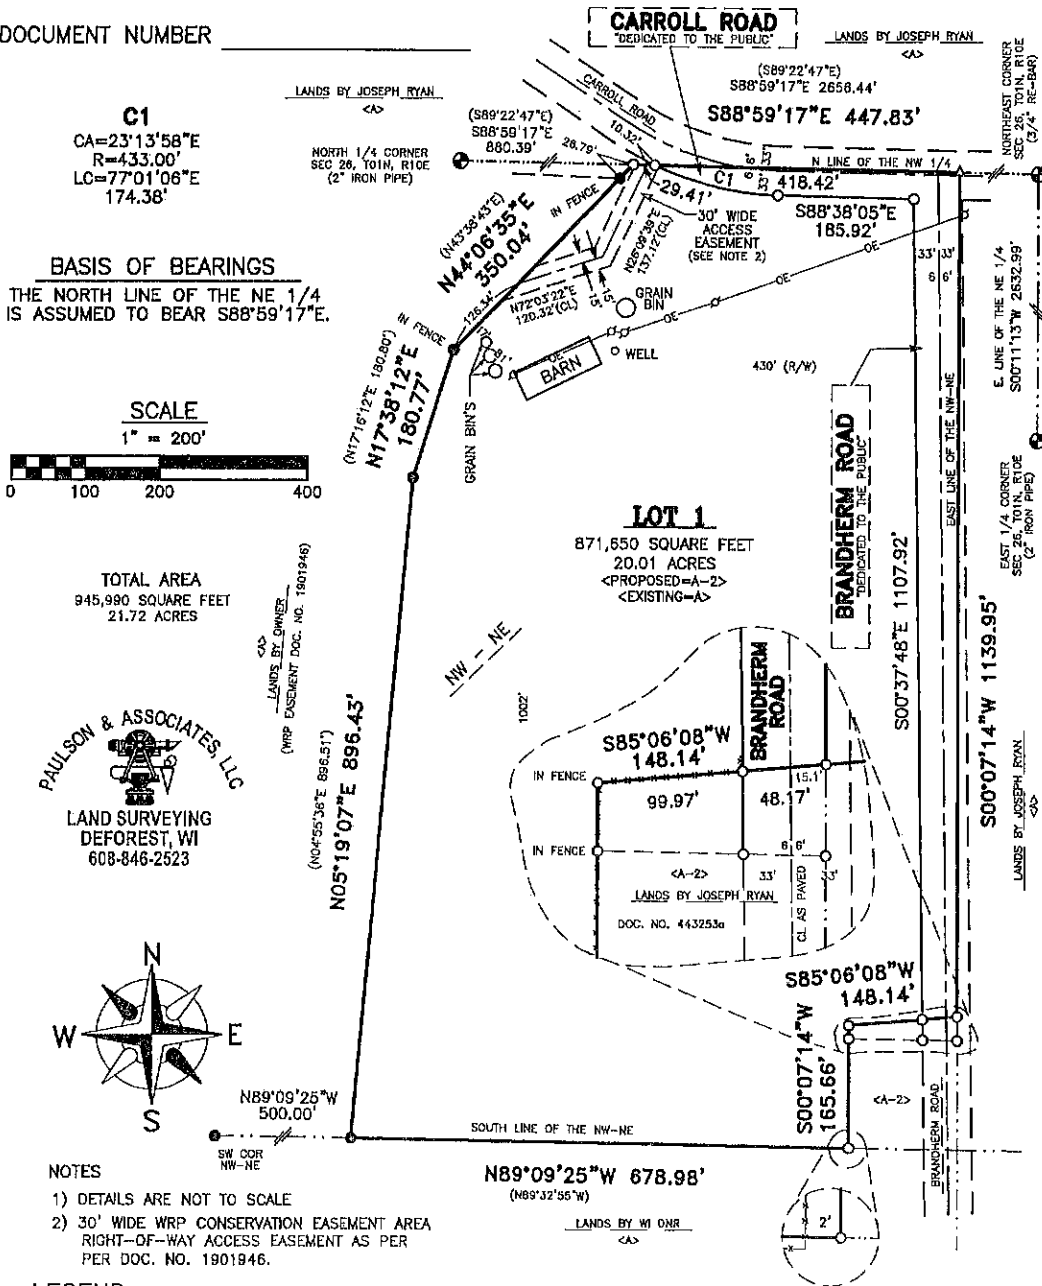 DOCUMENT NUMBER
CARROLL ROAD
"DEDICATED TO THE PUBLIC"
LANDS BY JOSEPH RYAN
<A>
LANDS BY JOSEPH RYAN
<A>
C1
CA=23°13'58"E
R=433.00'
LC=77°01'06"E
174.38'
NORTH 1/4 CORNER
SEC 26, T01N, R10E
(2" IRON PIPE)
(S89°22'47"E)
S88°59'17"E
880.39'
26.79'
10.32'
CARROLL ROAD
(S89°22'47"E)
S88°59'17"E 2656.44'
S88°59'17"E 447.83'
NORTHEAST CORNER
SEC 26, T01N, R10E
(3/4" RE-BAR)
N LINE OF THE NW 1/4
C1
29.41'
6' 33'
6' 33'
418.42'
S88°38'05"E
185.92'
30' WIDE
ACCESS
EASEMENT
(SEE NOTE 2)
IN FENCE
(N43°38'43"E)
N44°06'35"E
350.04'
N26°09'39"E
137.12'(CL)
N72°03'22"E
120.32'(CL)
15'
15'
126.34'
IN FENCE
17'
81'
GRAIN
BIN
OE
OE
OE
OE
WELL
BARN
GRAIN BIN'S
BASIS OF BEARINGS
THE NORTH LINE OF THE NE 1/4
IS ASSUMED TO BEAR S88°59'17"E.
(N17°16'12"E 180.80')
N17°38'12"E
180.77'
SCALE
1" = 200'
0 100 200 400
33' 33'
6 6'
430' (R/W)
E. LINE OF THE NE 1/4
S00°11'13"W 2632.99'
EAST LINE OF THE NW-NE
BRANDHERM ROAD
"DEDICATED TO THE PUBLIC"
EAST 1/4 CORNER
SEC 26, T01N, R10E
(2" IRON PIPE)
LOT 1
871,650 SQUARE FEET
20.01 ACRES
<PROPOSED=A-2>
<EXISTING=A>
TOTAL AREA
945,990 SQUARE FEET
21.72 ACRES
<A>
LANDS BY OWNER
(WRP EASEMENT DOC. NO. 1901946)
NW - NE
1002'
S00°37'48"E 1107.92'
S00°07'14"W 1139.95'
LANDS BY JOSEPH RYAN
<A>
PAULSON & ASSOCIATES, LLC
LAND SURVEYING
DEFOREST, WI
608-846-2523
(N04°55'36"E 896.51')
N05°19'07"E 896.43'
BRANDHERM
ROAD
S85°06'08"W
148.14'
IN FENCE
15.1'
99.97'
48.17'
IN FENCE
6 6'
<A-2>
33'
33'
LANDS BY JOSEPH RYAN
DOC. NO. 443253a
CL AS PAVED
S85°06'08"W
148.14'
S00°07'14"W
165.66'
<A-2>
BRANDHERM ROAD
N
W
E
S
N89°09'25"W
500.00'
SW COR
NW-NE
SOUTH LINE OF THE NW-NE
N89°09'25"W 678.98'
(N89°32'55"W)
LANDS BY WI DNR
<A>
2'
NOTES
1) DETAILS ARE NOT TO SCALE
2) 30' WIDE WRP CONSERVATION EASEMENT AREA
RIGHT-OF-WAY ACCESS EASEMENT AS PER
PER DOC. NO. 1901946.